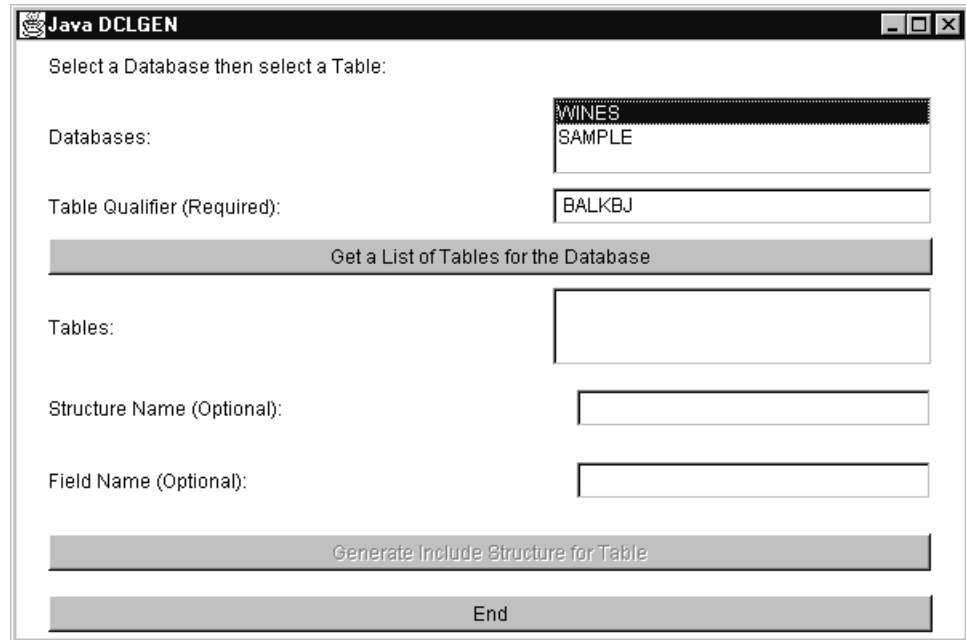 Java DCLGEN
Select a Database then select a Table:
Databases:
WINES
SAMPLE
Table Qualifier (Required):
BALKBJ
Get a List of Tables for the Database
Tables:
Structure Name (Optional):
Field Name (Optional):
Generate Include Structure for Table
End